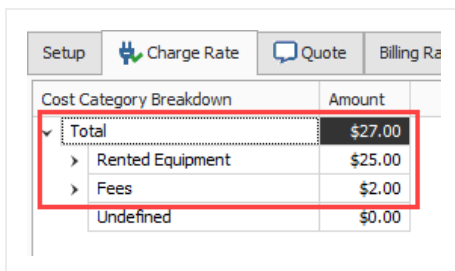 Setup Charge Rate Quote Billing Ra
Cost Category Breakdown Amount
Total $27.00
Rented Equipment $25.00
Fees $2.00
Undefined $0.00